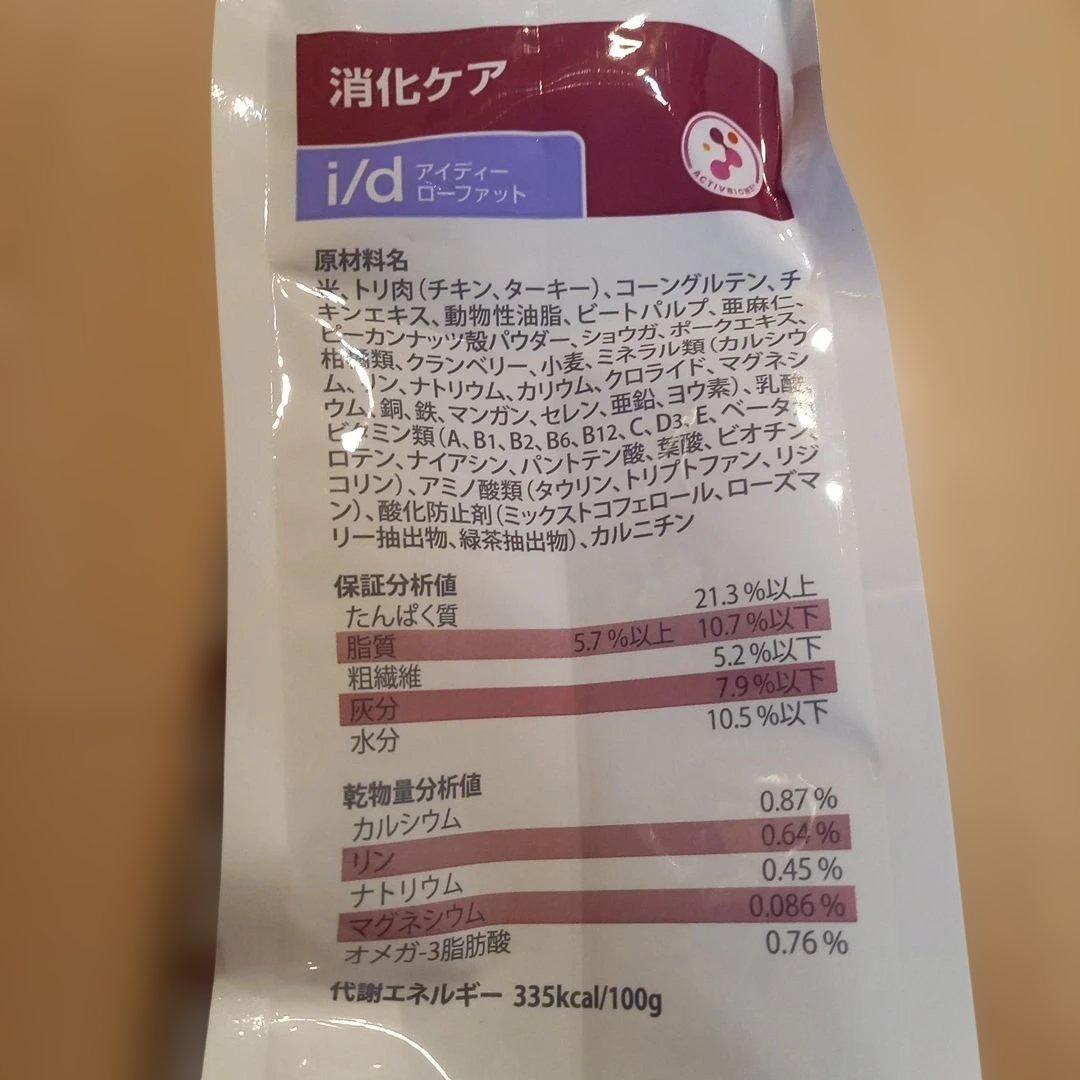 消化ケア
i/d アイディー
ローファット
ACTIVBIOME+
原材料名
米、トリ肉(チキン、ターキー)、コーングルテン、チ
キンエキス、動物性油脂、ビートパルプ、亜麻仁、
ピーカンナッツ殻パウダー、ショウガ、ポークエキス、
柑橘類、クランベリー、小麦、ミネラル類(カルシウ
ム、リン、ナトリウム、カリウム、クロライド、マグネシ
ウム、銅、鉄、マンガン、セレン、亜鉛、ヨウ素)、乳酸、
ビタミン類(A、B1、B2、B6、B12、C、D3、E、ベータカ
ロテン、ナイアシン、パントテン酸、葉酸、ビオチン、
コリン)、アミノ酸類(タウリン、トリプトファン、リジ
ン)、酸化防止剤(ミックストコフェロール、ローズマ
リー抽出物、緑茶抽出物)、カルニチン
保証分析値
たんぱく質 21.3%以上
脂質 5.7%以上 10.7%以下
粗繊維 5.2%以下
灰分 7.9%以下
水分 10.5%以下
乾物量分析値
カルシウム 0.87%
リン 0.64%
ナトリウム 0.45%
マグネシウム 0.086%
オメガ-3脂肪酸 0.76%
代謝エネルギー 335kcal/100g